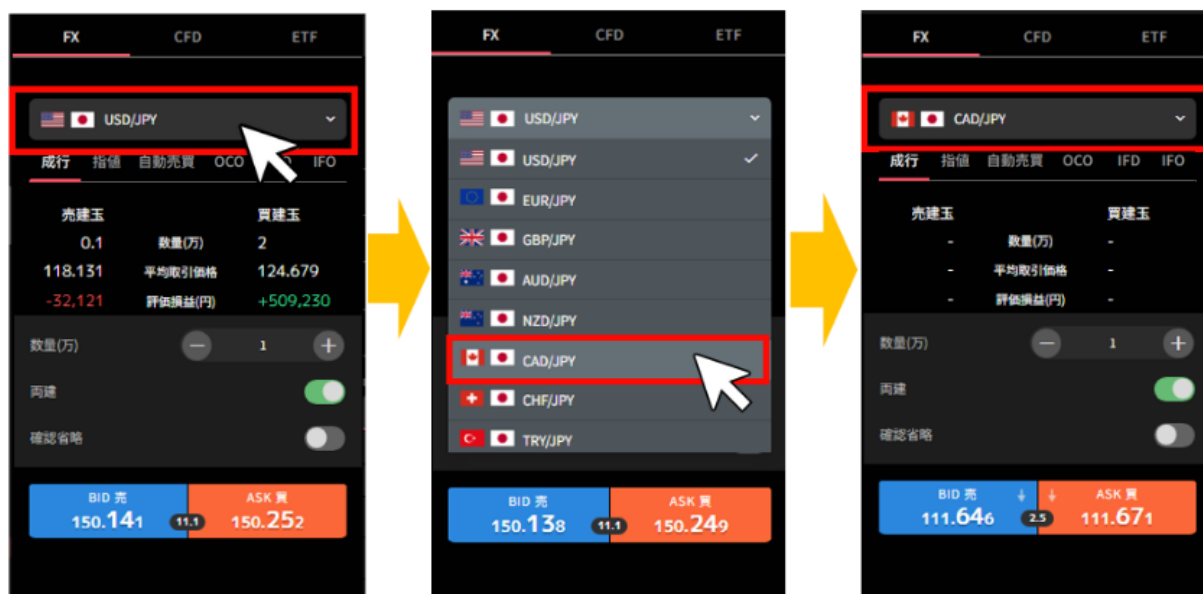 FX CFD ETF
USD/JPY
成行 指値 自動売買 OCO IFO
売建玉 買建玉
0.1 数量(万) 2
118.131 平均取引価格 124.679
-32,121 評価損益(円) +509,230
数量(万) 1
両建
確認省略
BID 売 ASK 買
150.141 11.1 150.252
FX CFD ETF
USD/JPY
USD/JPY
EUR/JPY
GBP/JPY
AUD/JPY
NZD/JPY
CAD/JPY
CHF/JPY
TRY/JPY
BID 売 ASK 買
150.138 11.1 150.249
FX CFD ETF
CAD/JPY
成行 指値 自動売買 OCO IFD IFO
売建玉 買建玉
- 数量(万) -
- 平均取引価格 -
- 評価損益(円) -
数量(万) 1
両建
確認省略
BID 売 ASK 買
111.646 2.5 111.671